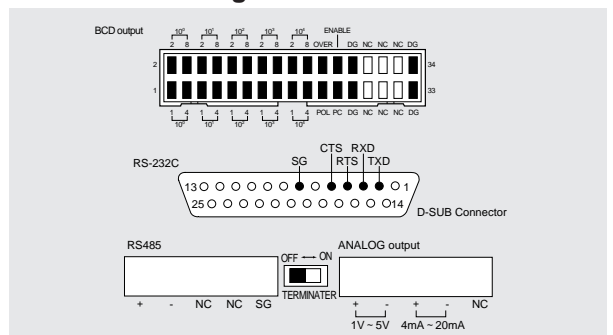 BCD output
10⁰ 10¹ 10² 10³ 10⁴ ENABLE
2 8 2 8 2 8 2 8 2 8 OVER DG NC NC NC DG
2 34
1 33
1 4 1 4 1 4 1 4 1 4 POL PC DG NC NC NC DG
10⁰ 10¹ 10² 10³ 10⁴
CTS RXD
RS-232C SG RTS TXD
13 1
25 14
D-SUB Connector
RS485 OFF ↔ ON ANALOG output
TERMINATER
+ - NC NC SG + - + - NC
1V ~ 5V 4mA ~ 20mA